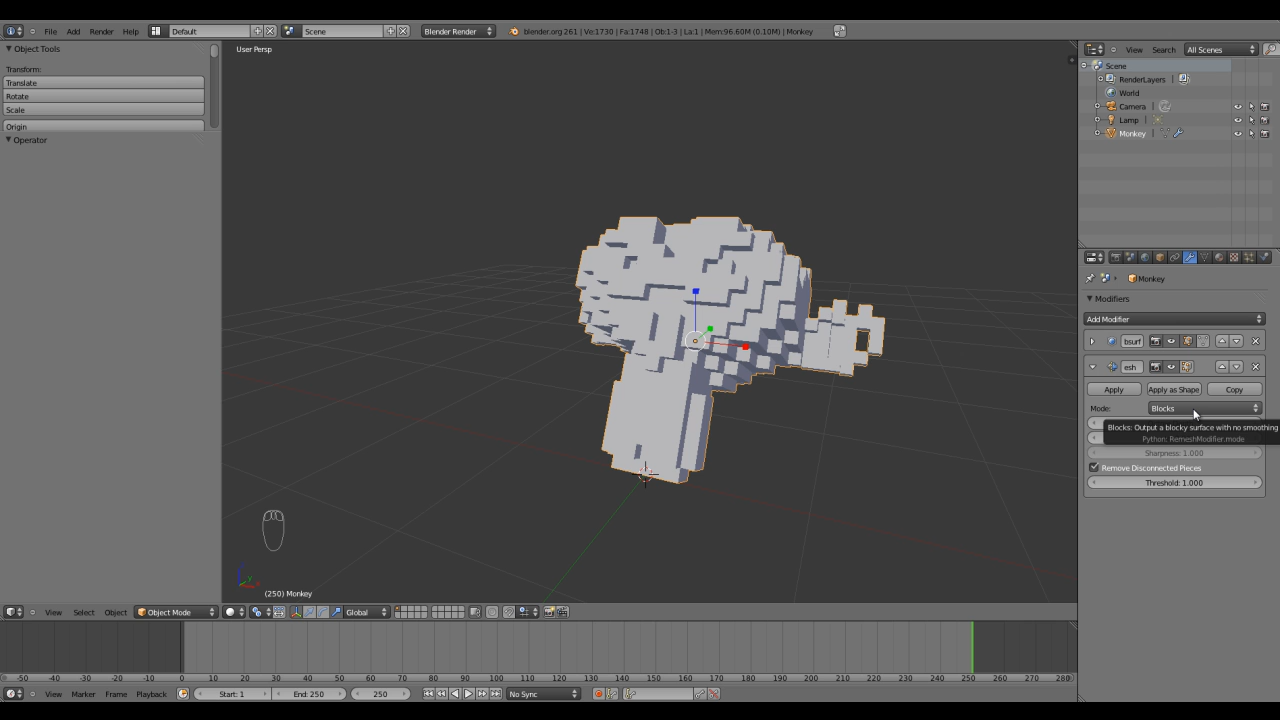 File Add Render Help Default Scene Blender Render blender.org 261 | Ve:1730 | Fa:1748 | Ob:1-3 | La:1 | Mem:96.60M (0.10M) | Monkey
Object Tools
Transform:
Translate
Rotate
Scale
Origin
Operator
User Persp
(250) Monkey
View Search All Scenes
Scene
RenderLayers
World
Camera
Lamp
Monkey
Monkey
Modifiers
Add Modifier
bsurf
esh
Apply Apply as Shape Copy
Mode: Blocks
Blocks: Output a blocky surface with no smoothing
Python: RemeshModifier.mode
Sharpness: 1.000
Remove Disconnected Pieces
Threshold: 1.000
View Select Object Object Mode Global
-50 -40 -30 -20 -10 0 10 20 30 40 50 60 70 80 90 100 110 120 130 140 150 160 170 180 190 200 210 220 230 240 250 260 270 280
View Marker Frame Playback Start: 1 End: 250 250 No Sync